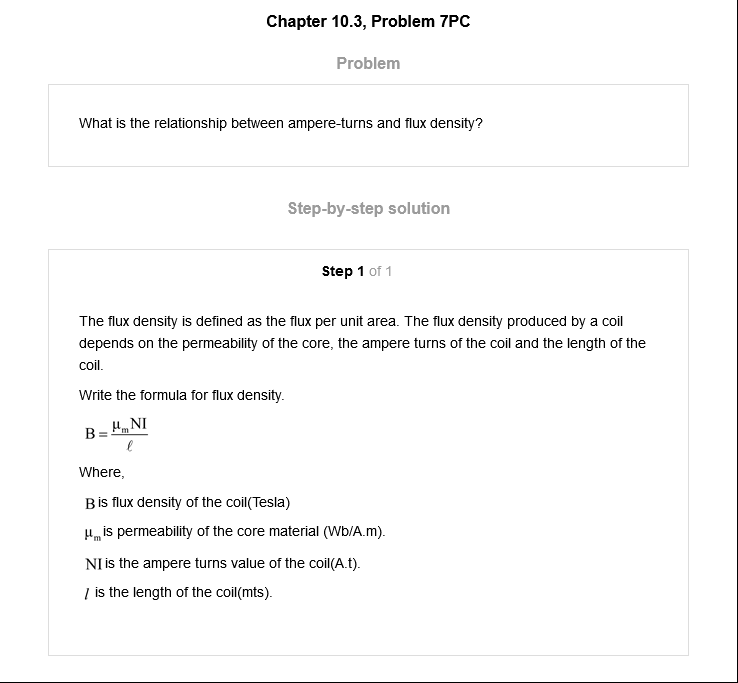 Chapter 10.3, Problem 7PC
Problem
What is the relationship between ampere-turns and flux density?
Step-by-step solution
Step 1 of 1
The flux density is defined as the flux per unit area. The flux density produced by a coil
depends on the permeability of the core, the ampere turns of the coil and the length of the
coil.
Write the formula for flux density.
B = μₘNI / ℓ
Where,
B is flux density of the coil(Tesla)
μₘ is permeability of the core material (Wb/A.m).
NI is the ampere turns value of the coil(A.t).
l is the length of the coil(mts).